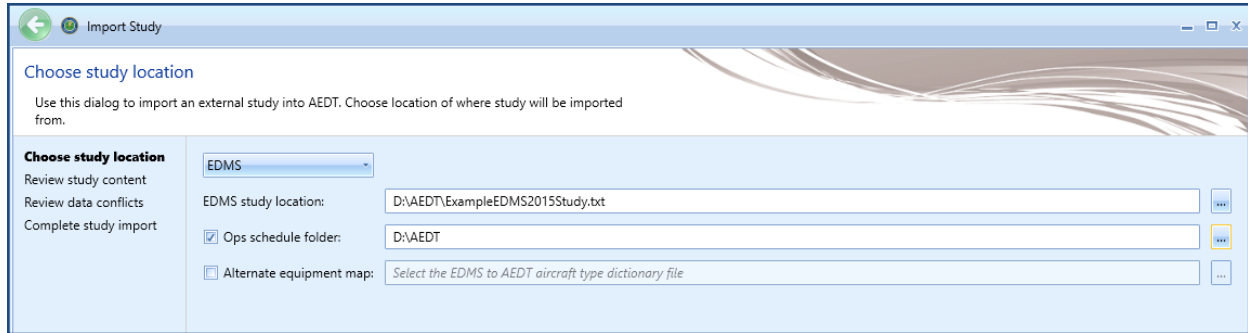 Import Study
Choose study location
Use this dialog to import an external study into AEDT. Choose location of where study will be imported
from.
Choose study location
EDMS
Review study content
Review data conflicts
EDMS study location: D:\AEDT\ExampleEDMS2015Study.txt ...
Complete study import
Ops schedule folder: D:\AEDT ...
Alternate equipment map: Select the EDMS to AEDT aircraft type dictionary file ...